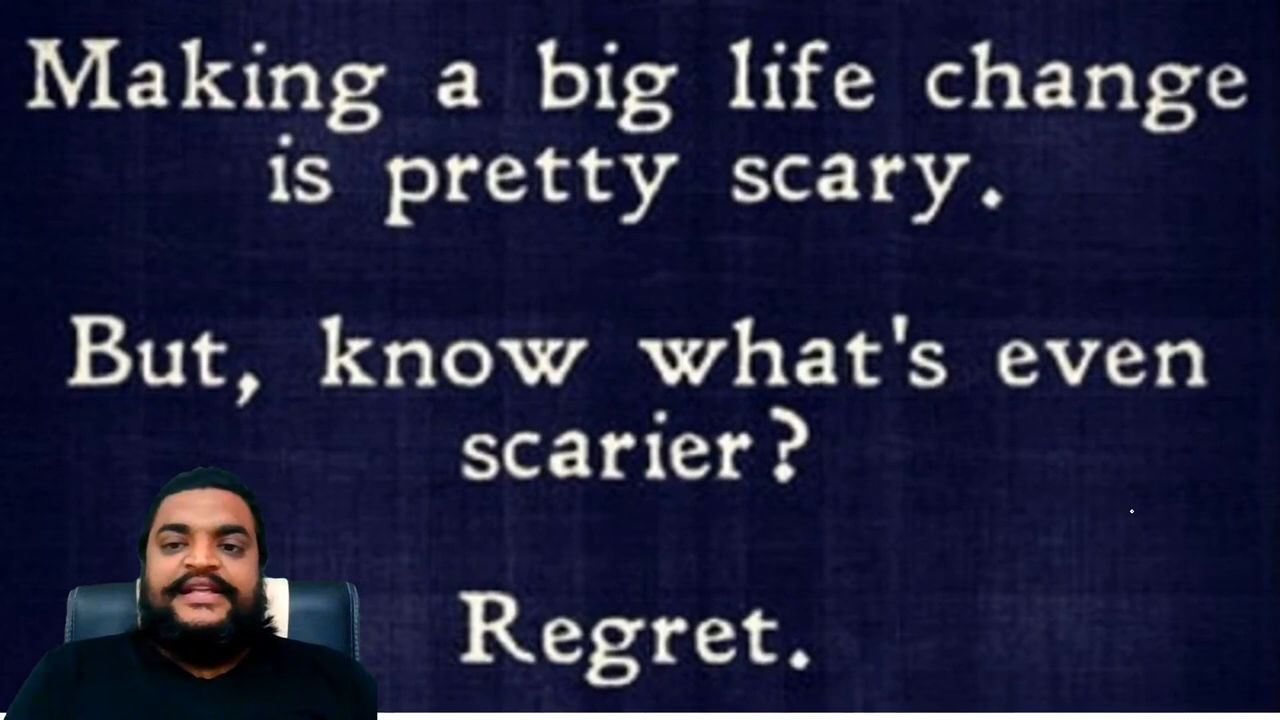 Making a big life change
is pretty scary.
But, know what's even
scarier?
Regret.